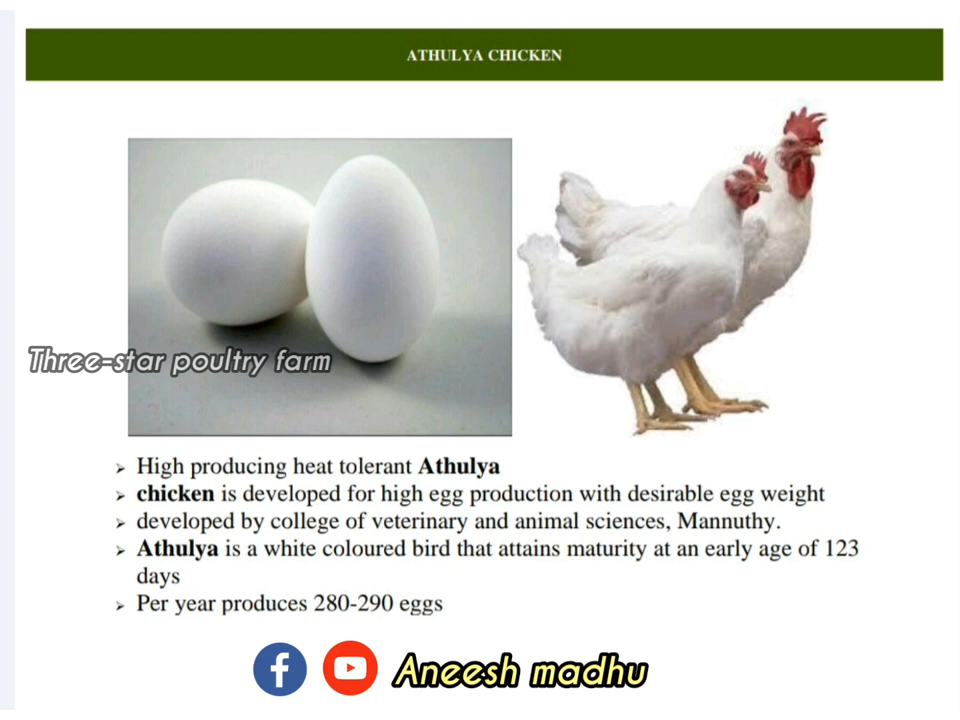 ATHULYA CHICKEN
Three-star poultry farm
➢ High producing heat tolerant Athulya
➢ chicken is developed for high egg production with desirable egg weight
➢ developed by college of veterinary and animal sciences, Mannuthy.
➢ Athulya is a white coloured bird that attains maturity at an early age of 123
days
➢ Per year produces 280-290 eggs
f Aneesh madhu